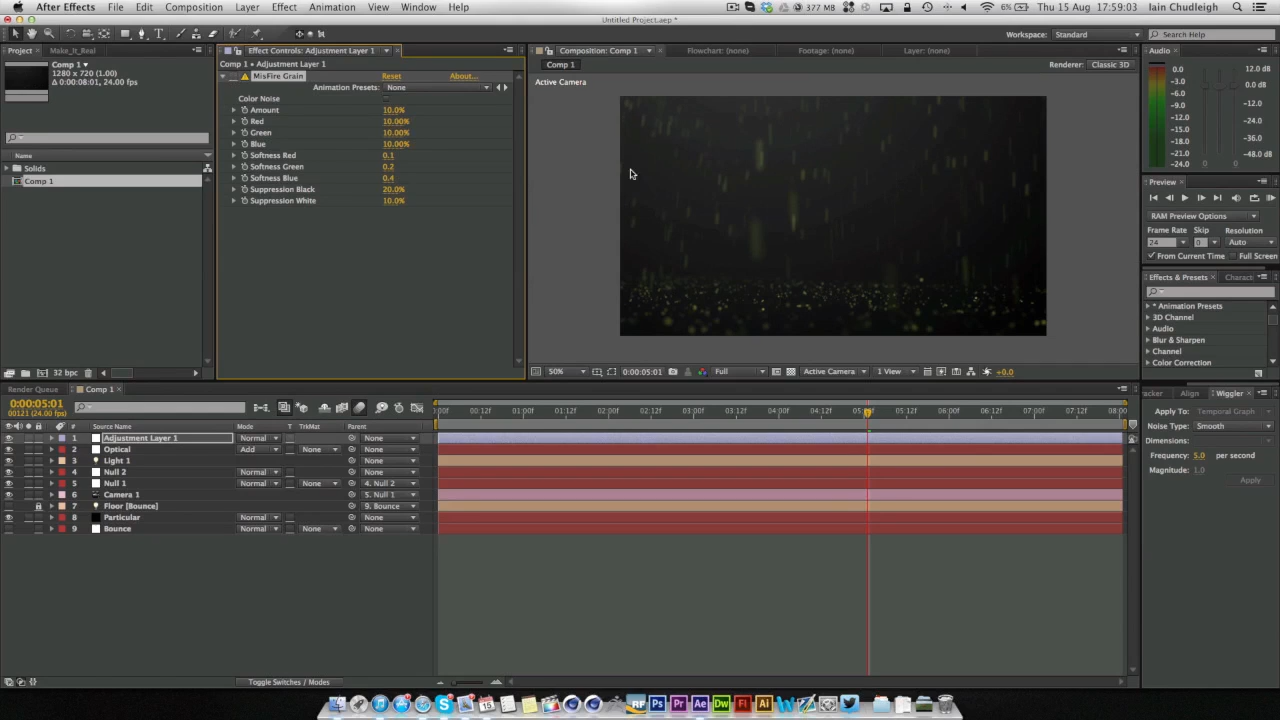 After Effects File Edit Composition Layer Effect Animation View Window Help 377 MB 6% Thu 15 Aug 17:59:03 Iain Chudleigh
Untitled Project.aep *
Workspace: Standard Search Help
Project Make_It_Real Effect Controls: Adjustment Layer 1 Composition: Comp 1 Flowchart: (none) Footage: (none) Layer: (none) Audio
Comp 1 Comp 1 • Adjustment Layer 1 Comp 1 Renderer: Classic 3D
1280 x 720 (1.00)
Δ 0:00:08:01, 24.00 fps
MisFire Grain Reset About...
Animation Presets: None
Color Noise
Amount 10.0%
Red 10.00%
Green 10.00%
Blue 10.00%
Softness Red 0.1
Softness Green 0.2
Softness Blue 0.4
Suppression Black 20.0%
Suppression White 10.0%
Name
Solids
Comp 1
32 bpc
Active Camera
50% 0:00:05:01 Full Active Camera 1 View +0.0
0.0 12.0 dB
-3.0 0.0 dB
-6.0
-9.0 -12.0
-12.0
-15.0 -24.0
-18.0 -36.0
-21.0 -48.0 dB
-24.0
Preview
RAM Preview Options
Frame Rate Skip Resolution
24 0 Auto
From Current Time Full Screen
Effects & Presets Charact
* Animation Presets
3D Channel
Audio
Blur & Sharpen
Channel
Color Correction
Render Queue Comp 1
0:00:05:01
00121 (24.00 fps)
:00f 00:12f 01:00f 01:12f 02:00f 02:12f 03:00f 03:12f 04:00f 04:12f 05:12f 06:00f 06:12f 07:00f 07:12f 08:00
# Source Name Mode T TrkMat Parent
1 Adjustment Layer 1 Normal None
2 Optical Add None None
3 Light 1 None
4 Null 2 Normal None None
5 Null 1 Normal None 4. Null 2
6 Camera 1 5. Null 1
7 Floor [Bounce] 9. Bounce
8 Particular Normal None
9 Bounce Normal None None
Toggle Switches / Modes
racker Align Wiggler
Apply To: Temporal Graph
Noise Type: Smooth
Dimensions:
Frequency: 5.0 per second
Magnitude: 1.0
Apply
15 RF Ps Pr Ae Dw Fl Ai